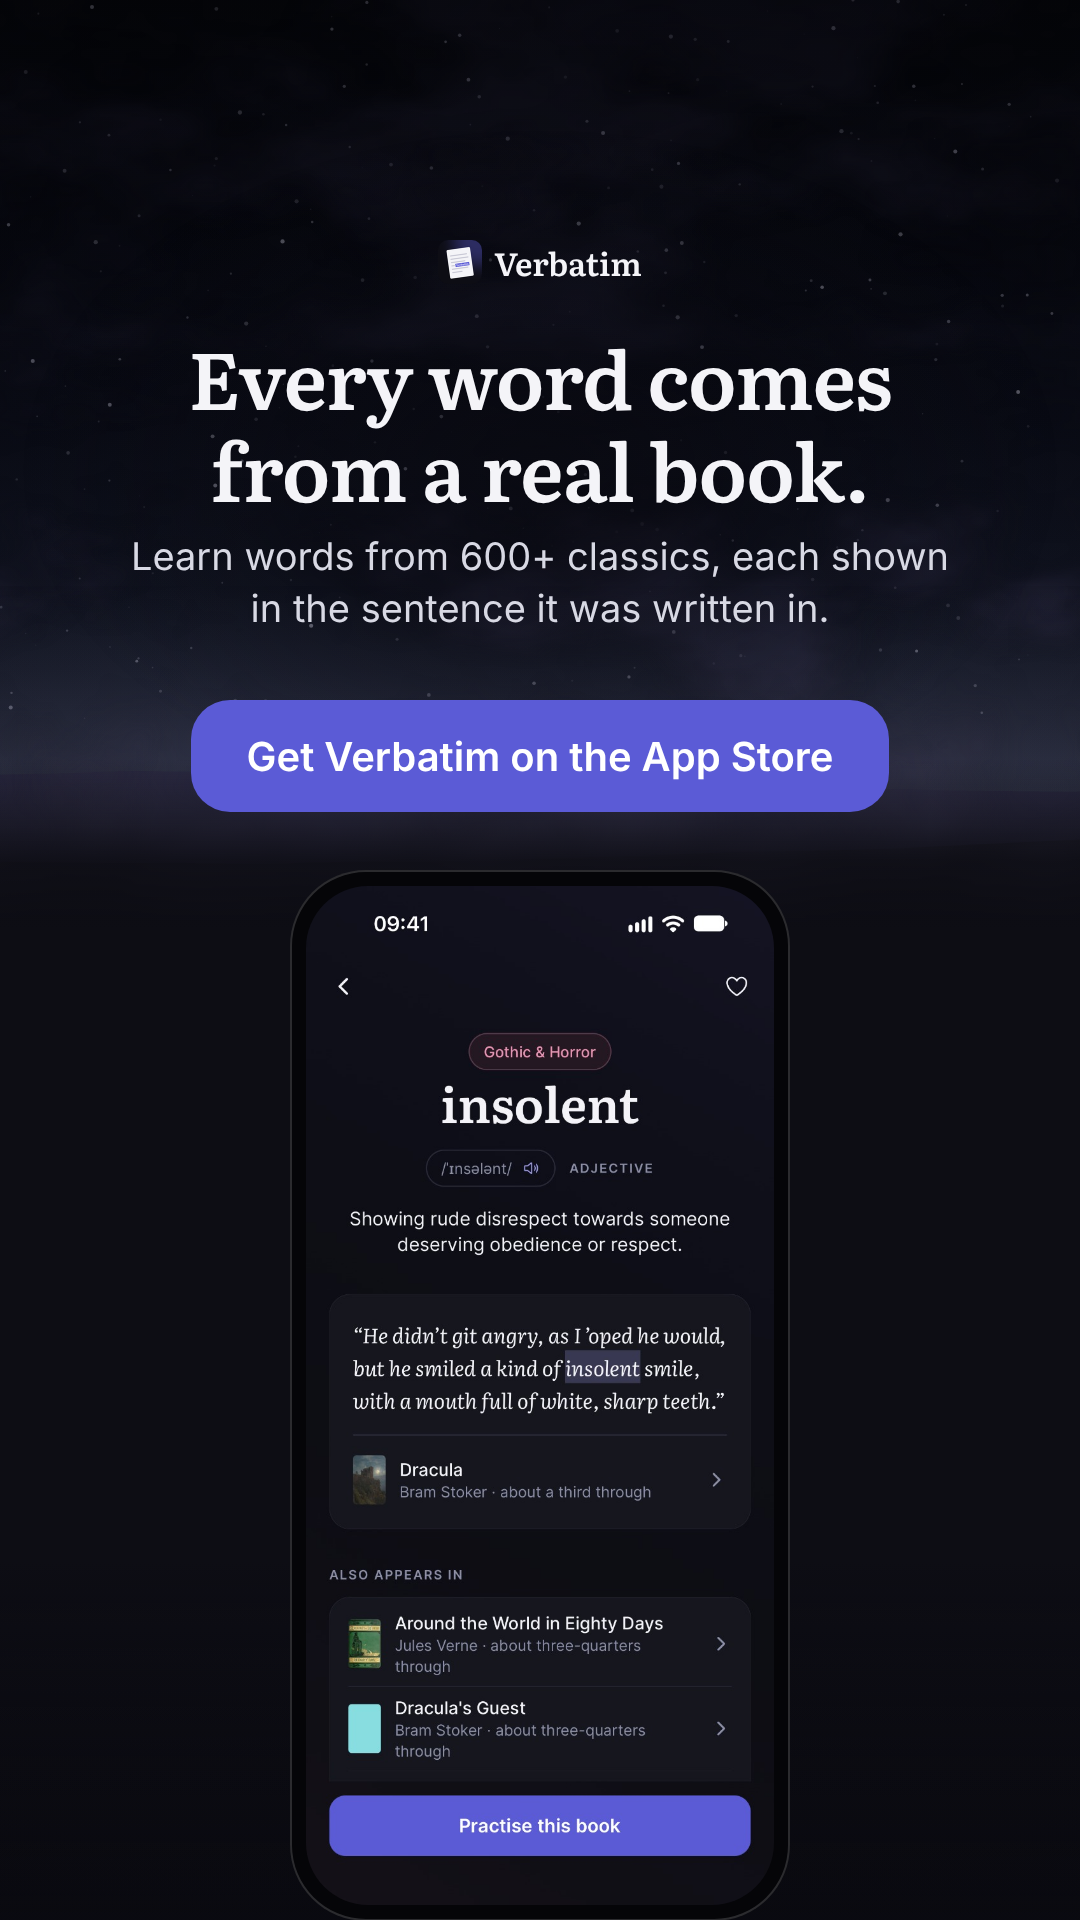 Verbatim
Every word comes
from a real book.
Learn words from 600+ classics, each shown
in the sentence it was written in.
Get Verbatim on the App Store
09:41
Gothic & Horror
insolent
/ˈɪnsələnt/
ADJECTIVE
Showing rude disrespect towards someone
deserving obedience or respect.
“He didn’t git angry, as I ’oped he would,
but he smiled a kind of insolent smile,
with a mouth full of white, sharp teeth.”
Dracula
Bram Stoker · about a third through
ALSO APPEARS IN
Around the World in Eighty Days
Jules Verne · about three-quarters
through
Dracula's Guest
Bram Stoker · about three-quarters
through
Practise this book